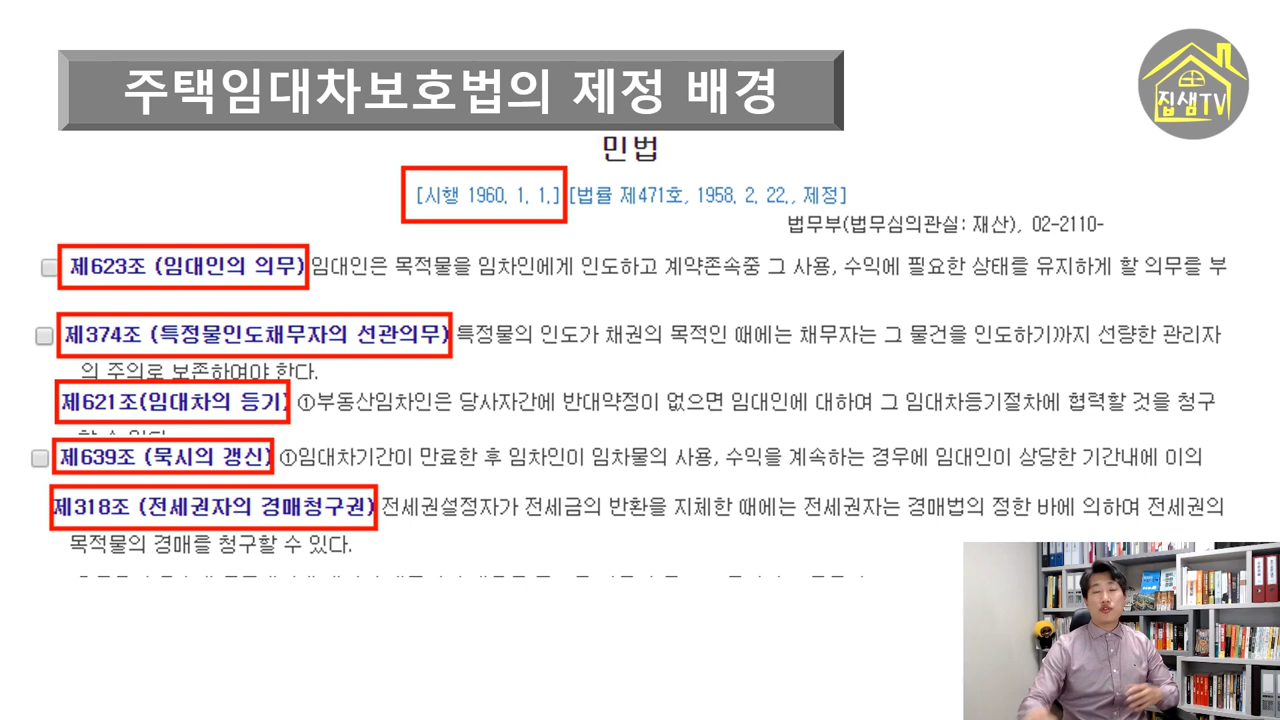 주택임대차보호법의 제정 배경
집샘TV
민법
[시행 1960. 1. 1.] [법률 제471호, 1958. 2. 22., 제정]
법무부(법무심의관실: 재산), 02-2110-
제623조 (임대인의 의무) 임대인은 목적물을 임차인에게 인도하고 계약존속중 그 사용, 수익에 필요한 상태를 유지하게 할 의무를 부
제374조 (특정물인도채무자의 선관의무) 특정물의 인도가 채권의 목적인 때에는 채무자는 그 물건을 인도하기까지 선량한 관리자
의 주의로 보존하여야 한다.
제621조(임대차의 등기) ①부동산임차인은 당사자간에 반대약정이 없으면 임대인에 대하여 그 임대차등기절차에 협력할 것을 청구
제639조 (묵시의 갱신) ①임대차기간이 만료한 후 임차인이 임차물의 사용, 수익을 계속하는 경우에 임대인이 상당한 기간내에 이의
제318조 (전세권자의 경매청구권) 전세권설정자가 전세금의 반환을 지체한 때에는 전세권자는 경매법의 정한 바에 의하여 전세권의
목적물의 경매를 청구할 수 있다.